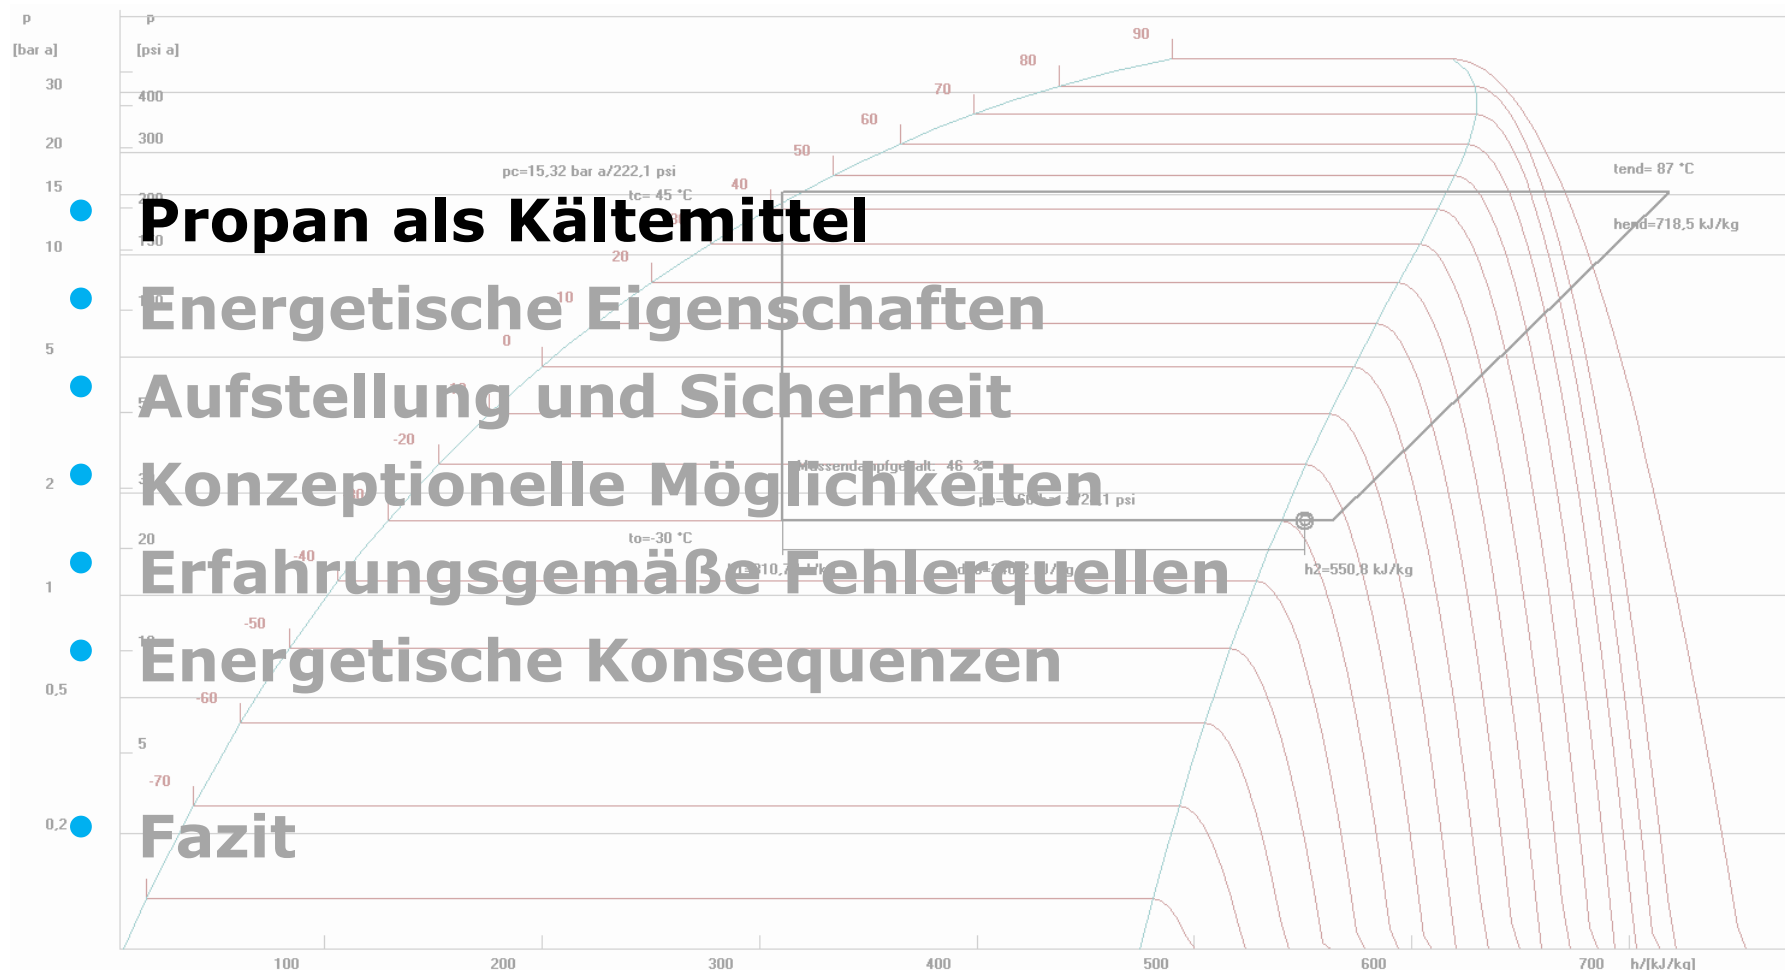 p
p
[bar a]
[psi a]
90
80
30
70
400
60
20
300
50
pc=15,32 bar a/222,1 psi
tend= 87 °C
15
tc= 45 °C
40
200
Propan als Kältemittel
hend=718,5 kJ/kg
10
150
20
Energetische Eigenschaften
10
5
0
Aufstellung und Sicherheit
-20
2
Konzeptionelle Möglichkeiten
46 %
20
to=-30 °C
-40
Erfahrungsgemäße Fehlerquellen
h2=550,8 kJ/kg
1
-50
10
Energetische Konsequenzen
0,5
-60
5
-70
0,2
Fazit
100
200
300
400
500
600
700
h/[kJ/kg]